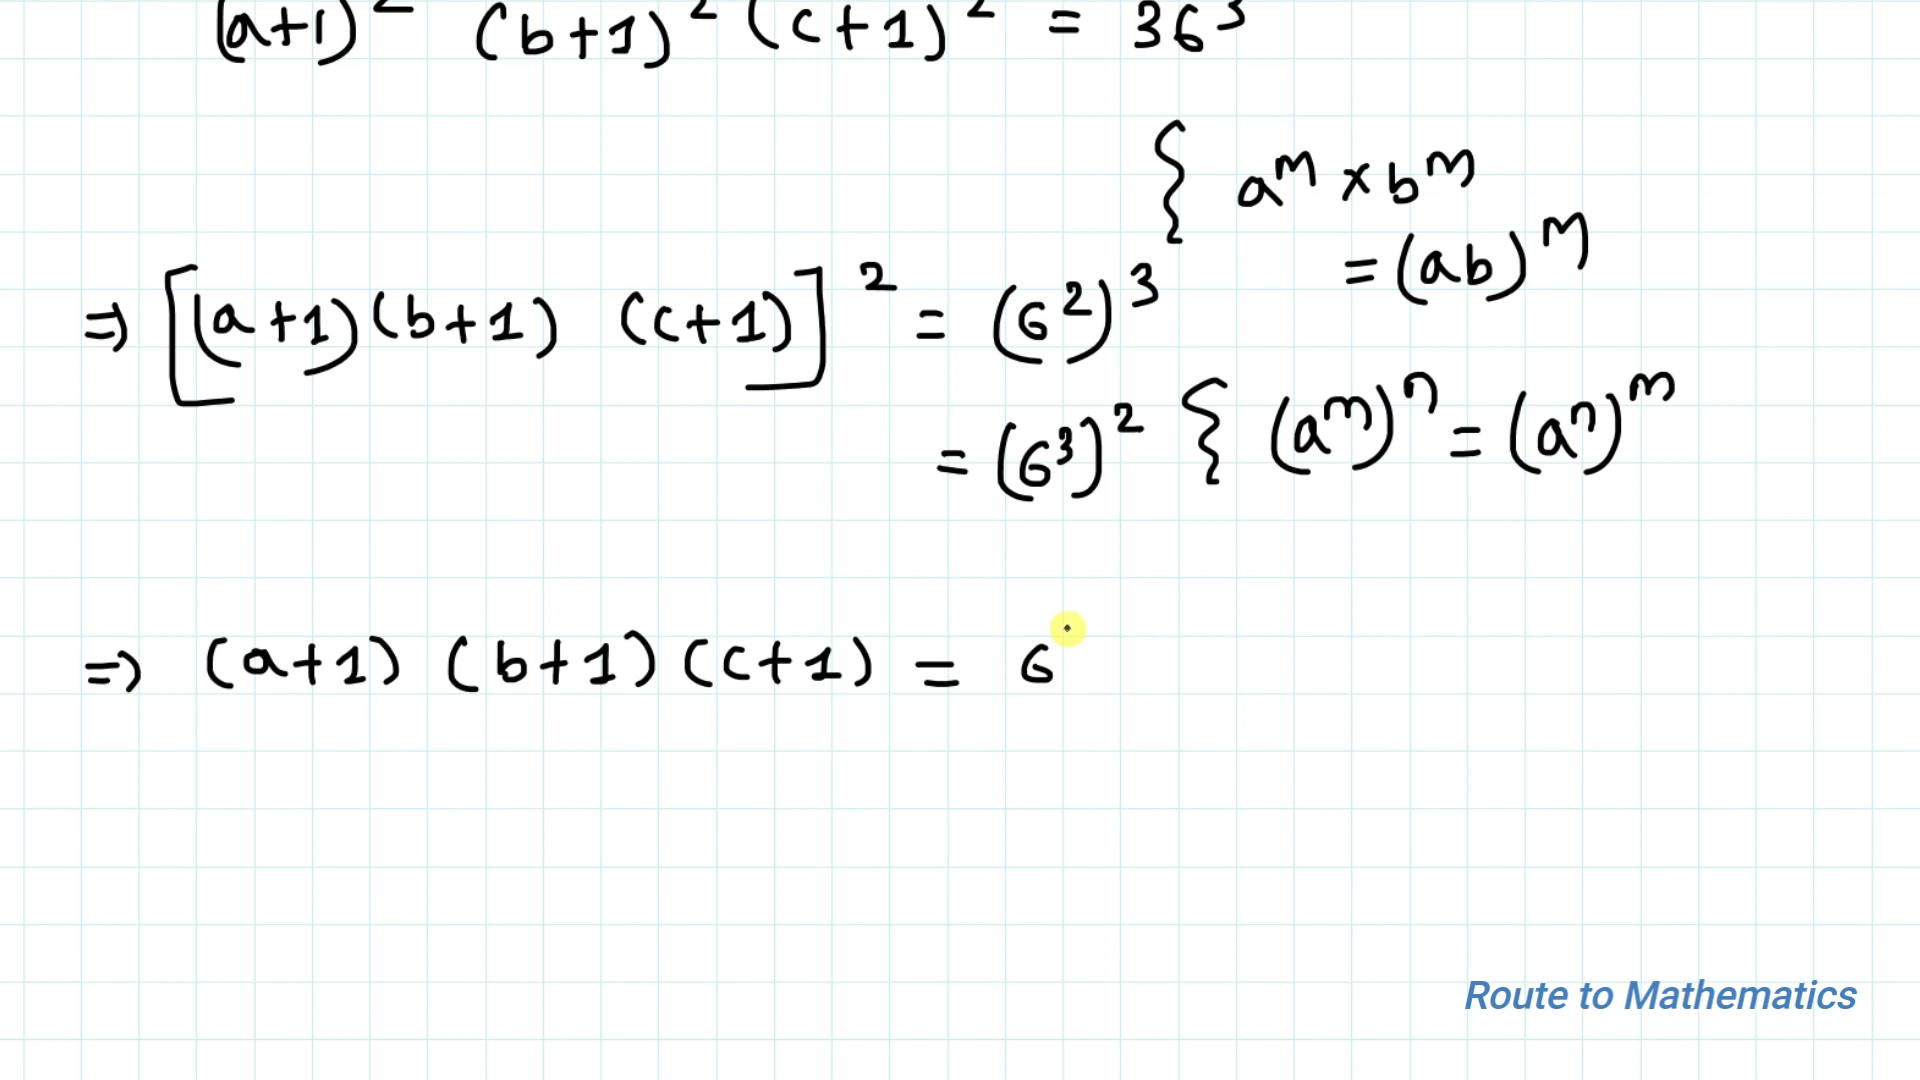 (a+1)² (b+1)² (c+1)² = 36³
{ aᵐ × bᵐ
= (ab)ᵐ
⇒ [(a+1)(b+1) (c+1)]² = (6²)³
= (6³)² { (aᵐ)ⁿ = (aⁿ)ᵐ
⇒ (a+1) (b+1) (c+1) = 6
Route to Mathematics